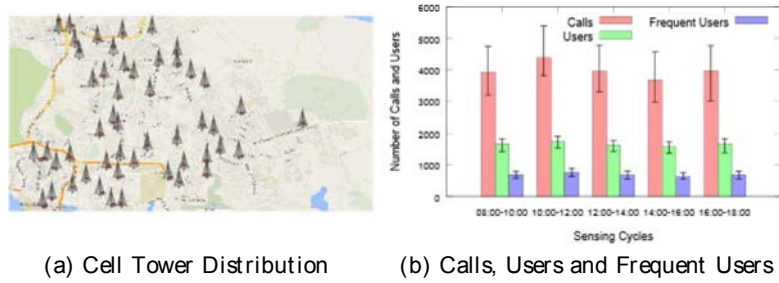 6000
5000
4000
3000
2000
1000
0
Number of Calls and Users
Calls
Users
Frequent Users
08:00-10:00 10:00-12:00 12:00-14:00 14:00-16:00 16:00-18:00
Sensing Cycles
(a) Cell Tower Distribution
(b) Calls, Users and Frequent Users